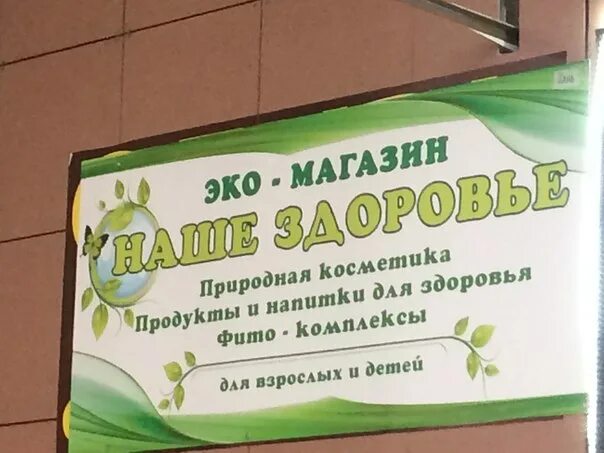 ЭКО - МАГАЗИН
НАШЕ ЗДОРОВЬЕ
Природная косметика
Продукты и напитки для здоровья
Фито - комплексы
для взрослых и детей